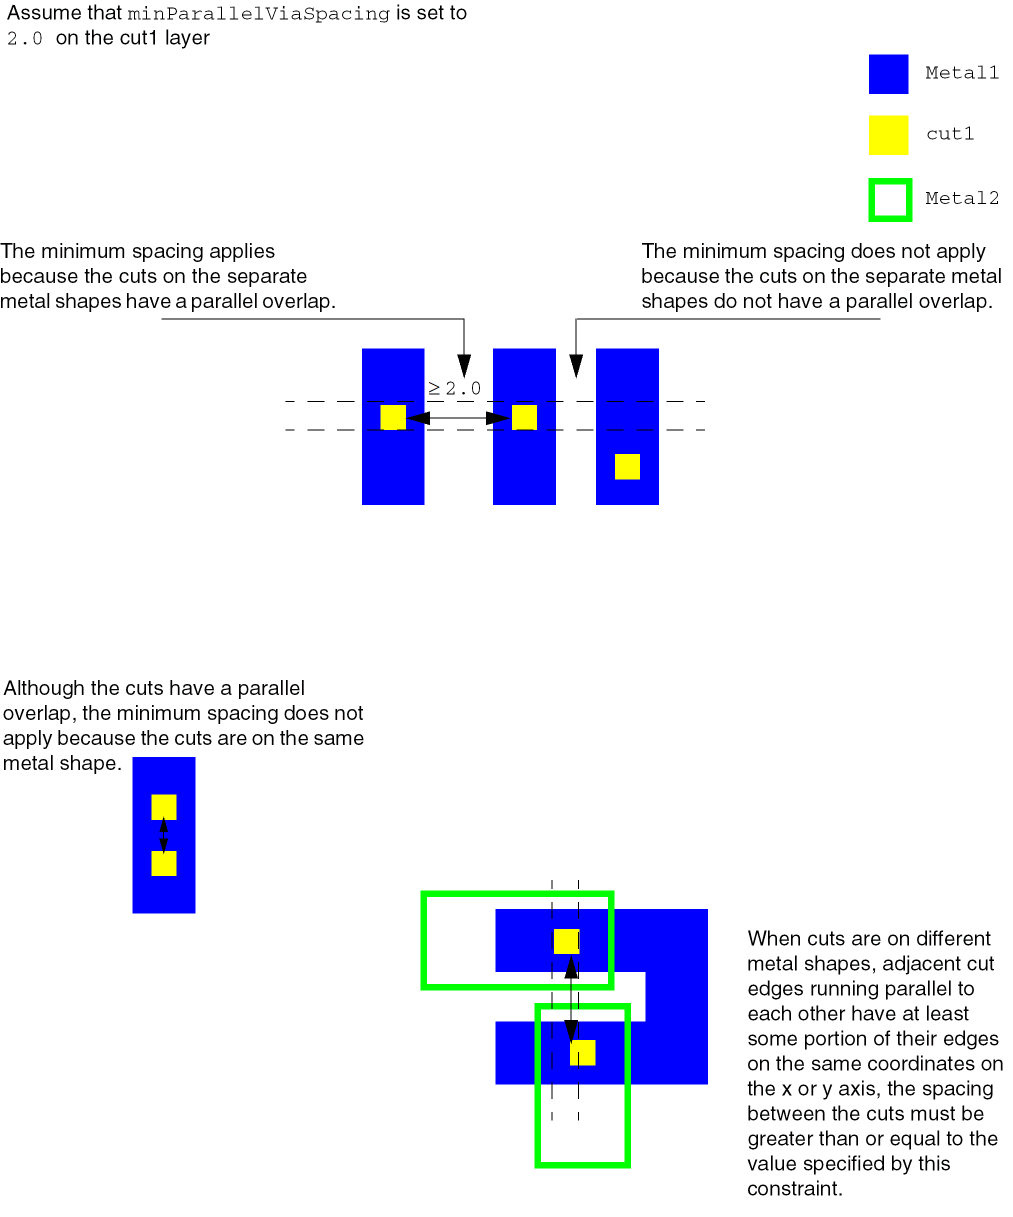 Assume that minParallelViaSpacing is set to
2.0 on the cut1 layer
Metal1
cut1
Metal2
The minimum spacing applies
because the cuts on the separate
metal shapes have a parallel overlap.
The minimum spacing does not apply
because the cuts on the separate metal
shapes do not have a parallel overlap.
≥2.0
Although the cuts have a parallel
overlap, the minimum spacing does not
apply because the cuts are on the same
metal shape.
When cuts are on different
metal shapes, adjacent cut
edges running parallel to
each other have at least
some portion of their edges
on the same coordinates on
the x or y axis, the spacing
between the cuts must be
greater than or equal to the
value specified by this
constraint.